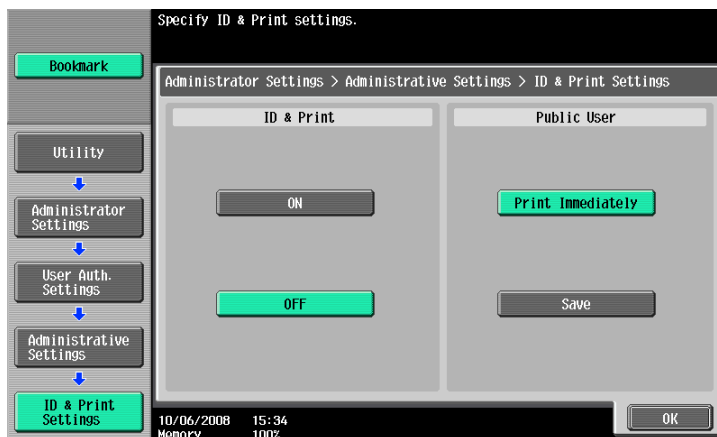 Specify ID & Print settings.
Bookmark
Administrator Settings > Administrative Settings > ID & Print Settings
ID & Print
Public User
Utility
ON
Print Immediately
Administrator
Settings
User Auth.
Settings
OFF
Save
Administrative
Settings
ID & Print
Settings
10/06/2008 15:34
Memory 100%
OK